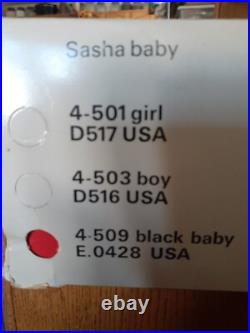 Sasha baby
4-501 girl
D517 USA
4-503 boy
D516 USA
4-509 black baby
E.0428 USA